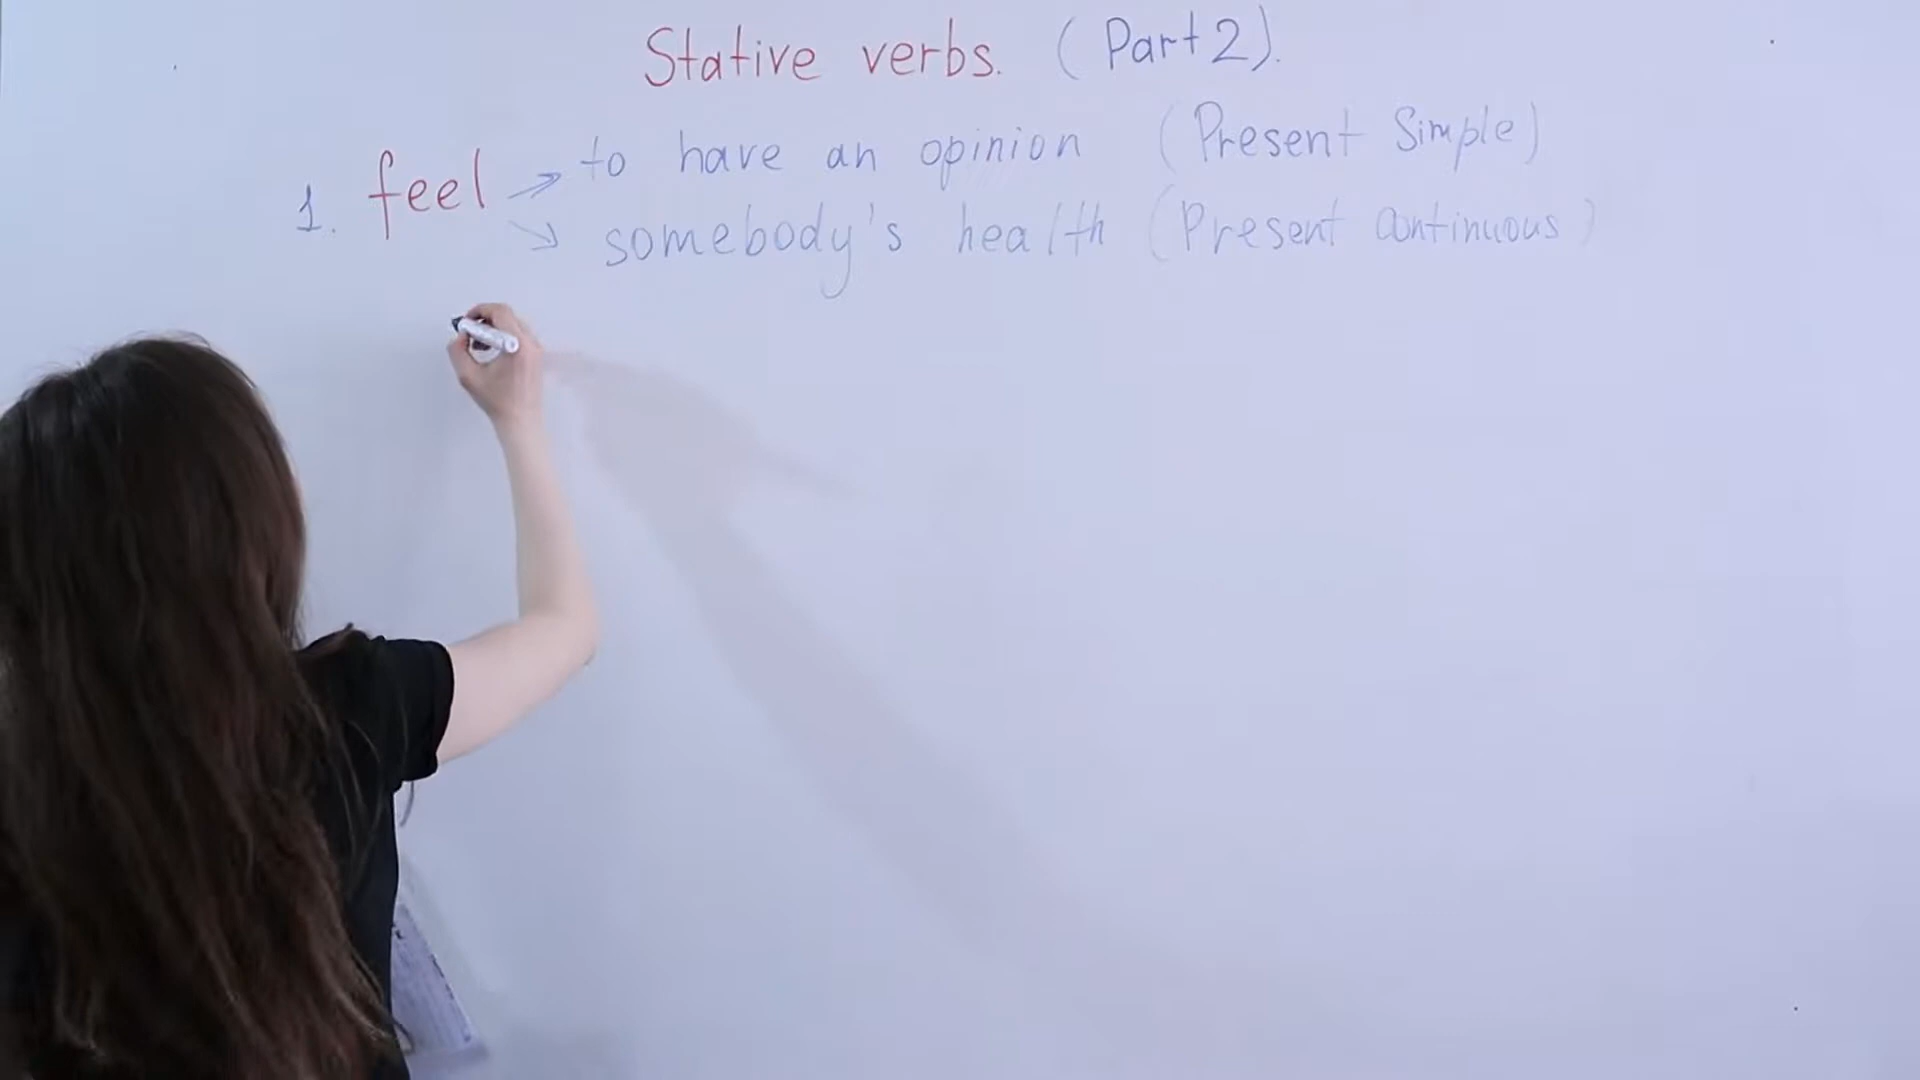 Stative verbs. (Part 2).
1. feel → to have an opinion (Present Simple)
↘ somebody's health (Present Continuous)